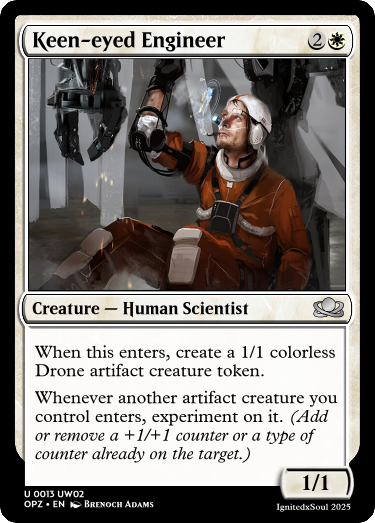 Keen-eyed Engineer 2
Creature — Human Scientist
When this enters, create a 1/1 colorless
Drone artifact creature token.
Whenever another artifact creature you
control enters, experiment on it. (Add
or remove a +1/+1 counter or a type of
counter already on the target.)
1/1
U 0013 UW02
OPZ • EN Brenoch Adams
IgnitedxSoul 2025